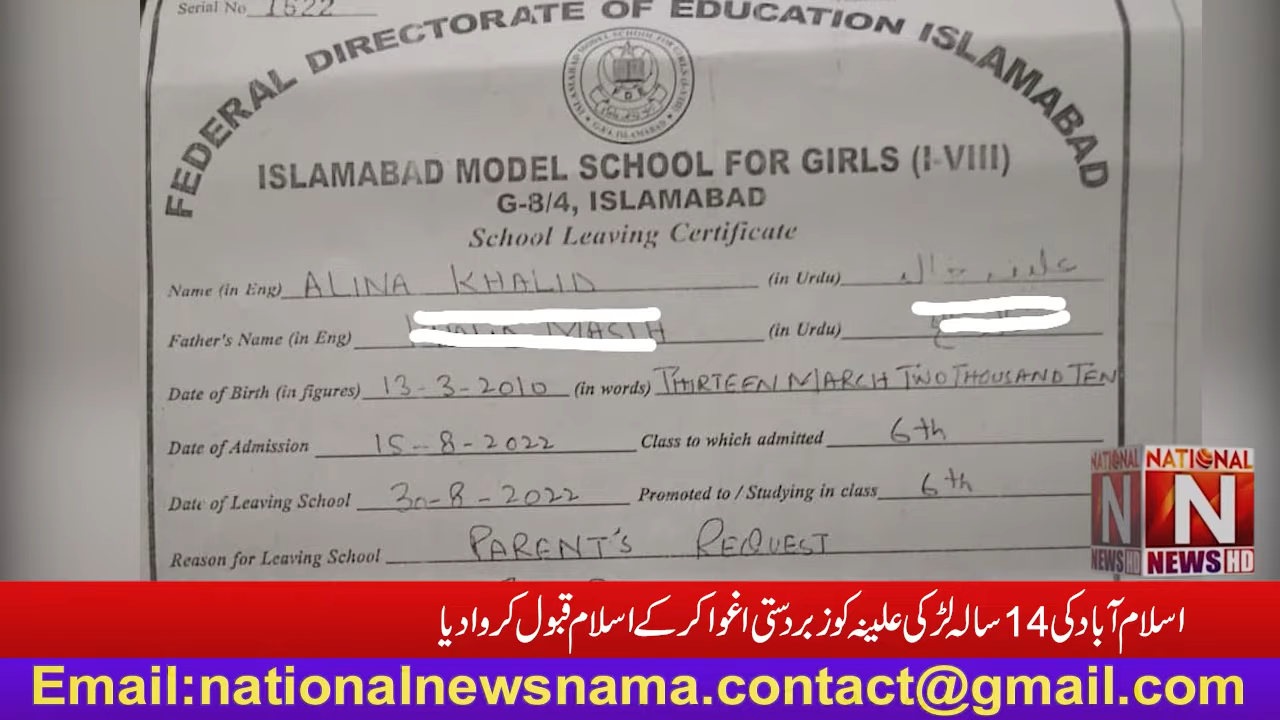 Serial No 1522
FEDERAL DIRECTORATE OF EDUCATION ISLAMABAD
ISLAMABAD MODEL SCHOOL FOR GIRLS (I-VIII)
G-8/4, ISLAMABAD
School Leaving Certificate
Name (in Eng) ALINA KHALID (in Urdu) علینہ
Father's Name (in Eng) MASIH (in Urdu)
Date of Birth (in figures) 13-3-2010 (in words) THIRTEEN MARCH TWO THOUSAND TEN
Date of Admission 15-8-2022 Class to which admitted 6th
Date of Leaving School 30-8-2022 Promoted to / Studying in class 6th
Reason for Leaving School PARENT'S REQUEST
NATIONAL
N
NEWS HD
NATIONAL
N
NEWS HD
اسلام آباد کی 14 سالہ لڑکی علینہ کو زبردستی اغوا کر کے اسلام قبول کروا دیا
Email:nationalnewsnama.contact@gmail.com